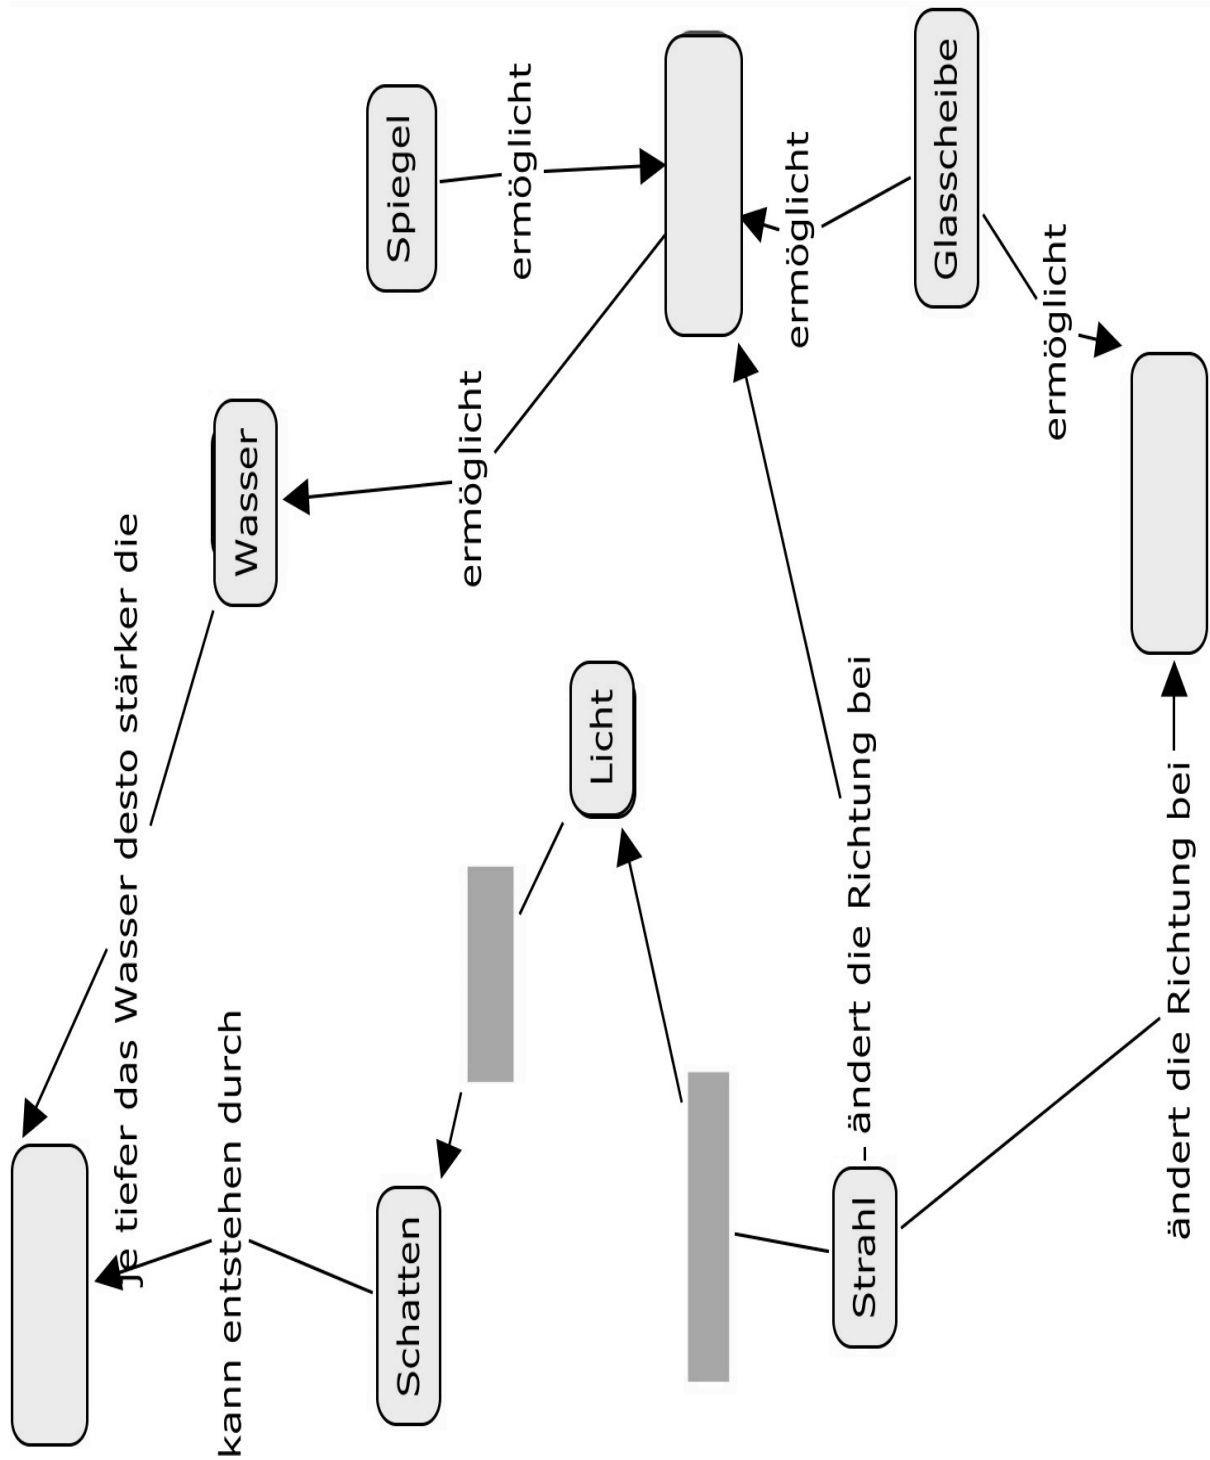 Je tiefer das Wasser desto stärker die
kann entstehen durch
Wasser
Schatten
Spiegel
ermöglicht
ermöglicht
Licht
ermöglicht
Strahl
ändert die Richtung bei
Glasscheibe
ermöglicht
ändert die Richtung bei